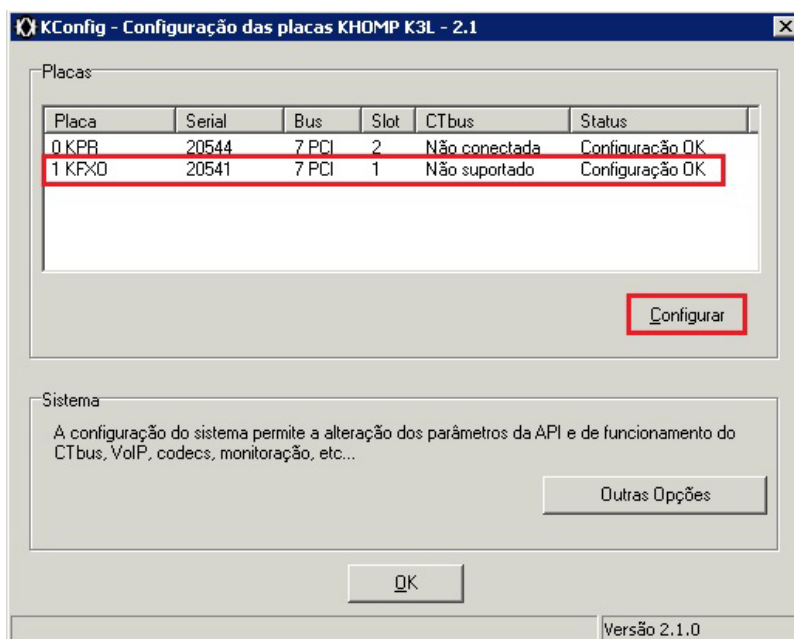 KConfig - Configuração das placas KHOMP K3L - 2.1
Placas
Placa Serial Bus Slot CTbus Status
0 KPR 20544 7 PCI 2 Não conectada Configuração OK
1 KFXO 20541 7 PCI 1 Não suportado Configuração OK
Configurar
Sistema
A configuração do sistema permite a alteração dos parâmetros da API e de funcionamento do
CTbus, VoIP, codecs, monitoração, etc...
Outras Opções
OK
Versão 2.1.0